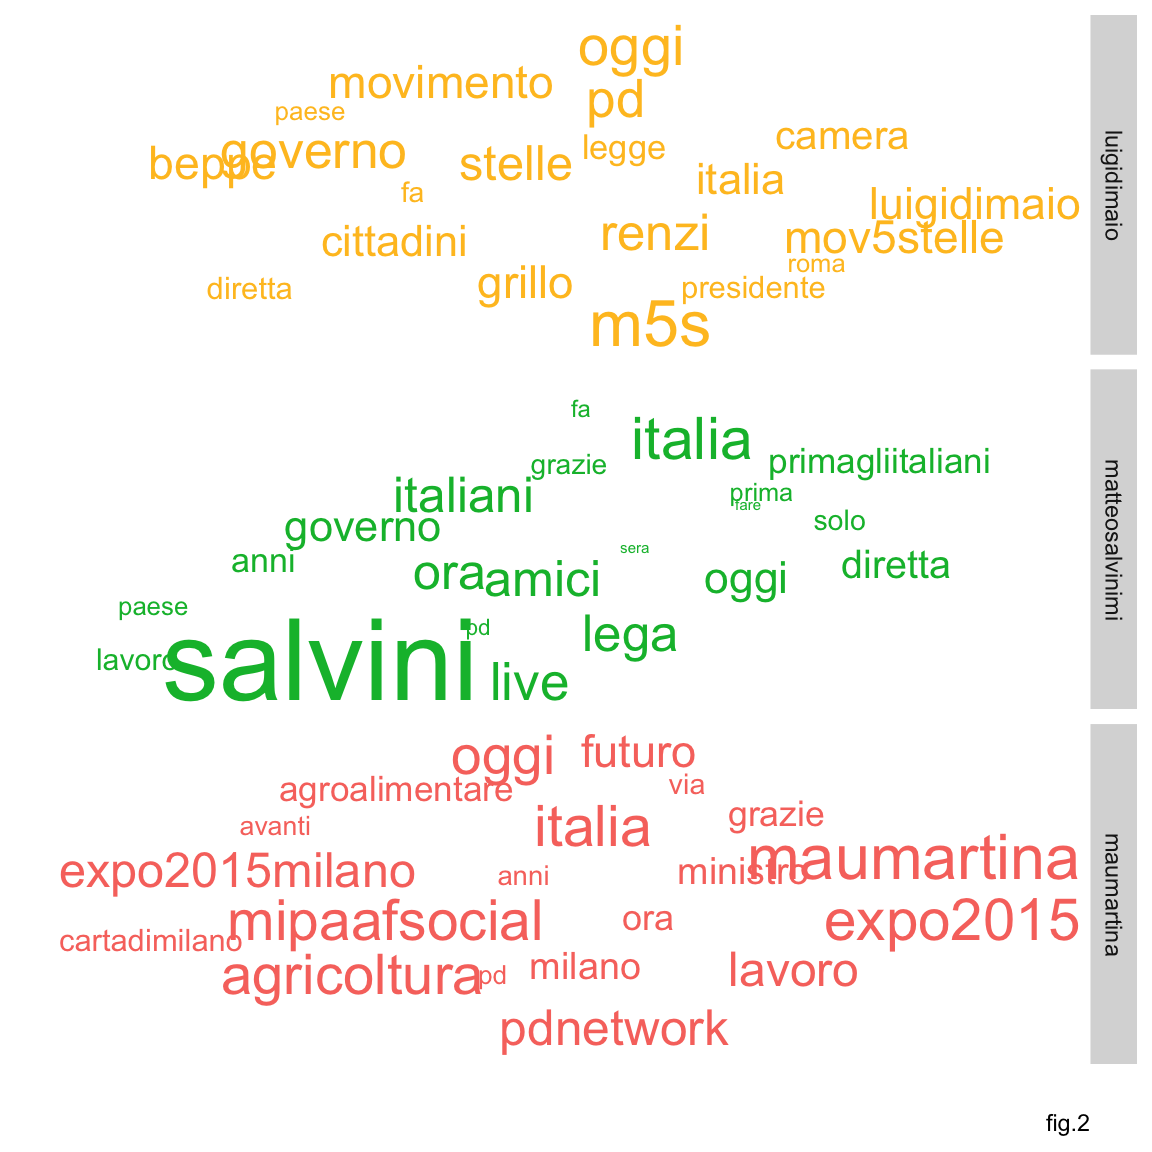 oggi
movimento
pd
paese
governo
beppe
stelle
legge
camera
italia
fa
luigidimaio
cittadini
renzi
mov5stelle
roma
diretta
grillo
presidente
m5s
luigidimaio
fa
italia
grazie
primagliitaliani
italiani
prima
fare
governo
solo
anni
sera
ora
amici
oggi
diretta
paese
pd
lega
lavoro
salvini
live
matteosalvinimi
oggi
futuro
agroalimentare
via
avanti
italia
grazie
expo2015milano
anni
ministro
maumartina
cartadimilano
mipaafsocial
ora
expo2015
agricoltura
pd
milano
lavoro
pdnetwork
maumartina
fig.2